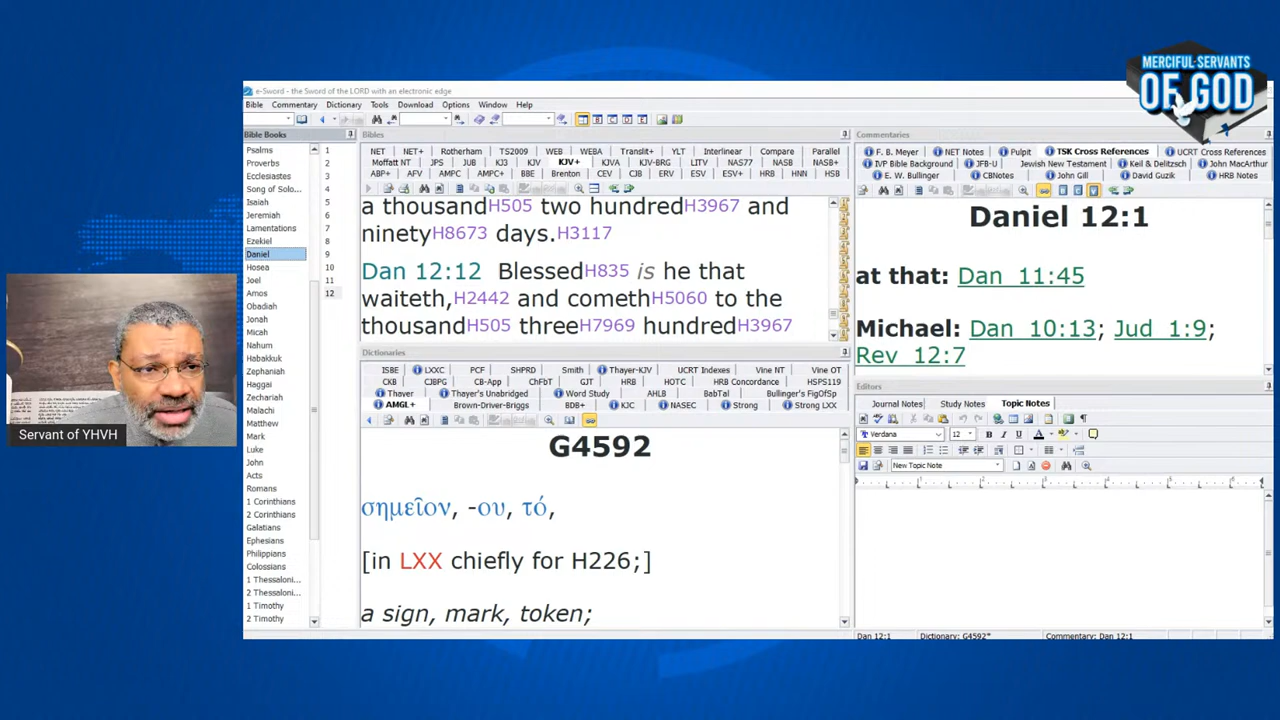 MERCIFUL-SERVANTS
OF GOD
e-Sword - the Sword of the LORD with an electronic edge
Bible Commentary Dictionary Tools Download Options Window Help
Bible Books
Psalms
Proverbs
Ecclesiastes
Song of Solo...
Isaiah
Jeremiah
Lamentations
Ezekiel
Daniel
Hosea
Joel
Amos
Obadiah
Jonah
Micah
Nahum
Habakkuk
Zephaniah
Haggai
Zechariah
Malachi
Matthew
Mark
Luke
John
Acts
Romans
1 Corinthians
2 Corinthians
Galatians
Ephesians
Philippians
Colossians
1 Thessaloni...
2 Thessaloni...
1 Timothy
2 Timothy
1
2
3
4
5
6
7
8
9
10
11
12
Bibles
NET NET+ Rotherham TS2009 WEB WEBA Translit+ YLT Interlinear Compare Parallel
Moffatt NT JPS JUB KJ3 KJV KJV+ KJVA KJV-BRG LITV NAS77 NASB NASB+
ABP+ AFV AMPC AMPC+ BBE Brenton CEV CJB ERV ESV ESV+ HRB HNN HSB
a thousandH505 two hundredH3967 and
ninetyH8673 days.H3117
Dan 12:12 BlessedH835 is he that
waiteth,H2442 and comethH5060 to the
thousandH505 threeH7969 hundredH3967
Dictionaries
ISBE LXXC PCF SHPRD Smith Thayer-KJV UCRT Indexes Vine NT Vine OT
CKB CJBPG CB-App ChFbT GJT HRB HOTC HRB Concordance HSPS119
Thayer Thayer's Unabridged Word Study AHLB BabTal Bullinger's FigOfSp
AMGL+ Brown-Driver-Briggs BDB+ KJC NASEC Strong Strong LXX
G4592
σημεῖον, -ου, τό,
[in LXX chiefly for H226;]
a sign, mark, token;
Commentaries
F. B. Meyer NET Notes Pulpit TSK Cross References UCRT Cross References
IVP Bible Background JFB-U Jewish New Testament Keil & Delitzsch John MacArthur
E. W. Bullinger CBNotes John Gill David Guzik HRB Notes
Daniel 12:1
at that: Dan 11:45
Michael: Dan 10:13; Jud 1:9;
Rev 12:7
Editors
Journal Notes Study Notes Topic Notes
Verdana 12 B I U A
New Topic Note
1 2 3 4 5 6
Dan 12:1 Dictionary: G4592* Commentary: Dan 12:1
Servant of YHVH